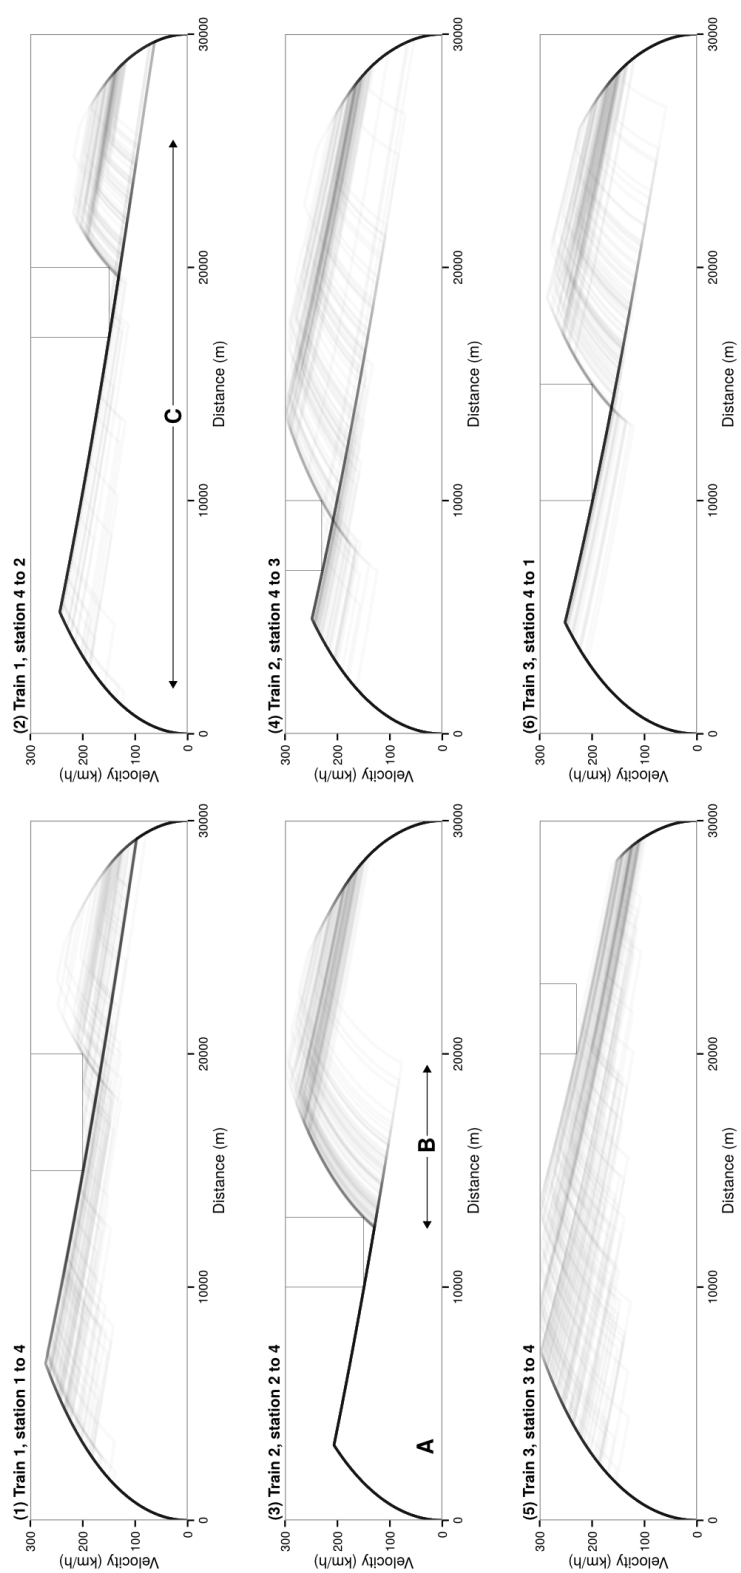 (1) Train 1, station 1 to 4
Velocity (km/h)
300
200
100
0
0 10000 20000 30000
Distance (m)
(2) Train 1, station 4 to 2
Velocity (km/h)
300
200
100
0
C
0 10000 20000 30000
Distance (m)
(3) Train 2, station 2 to 4
Velocity (km/h)
300
200
100
0
A
B
0 10000 20000 30000
Distance (m)
(4) Train 2, station 4 to 3
Velocity (km/h)
300
200
100
0
0 10000 20000 30000
Distance (m)
(5) Train 3, station 3 to 4
Velocity (km/h)
300
200
100
0
0 10000 20000 30000
Distance (m)
(6) Train 3, station 4 to 1
Velocity (km/h)
300
200
100
0
0 10000 20000 30000
Distance (m)